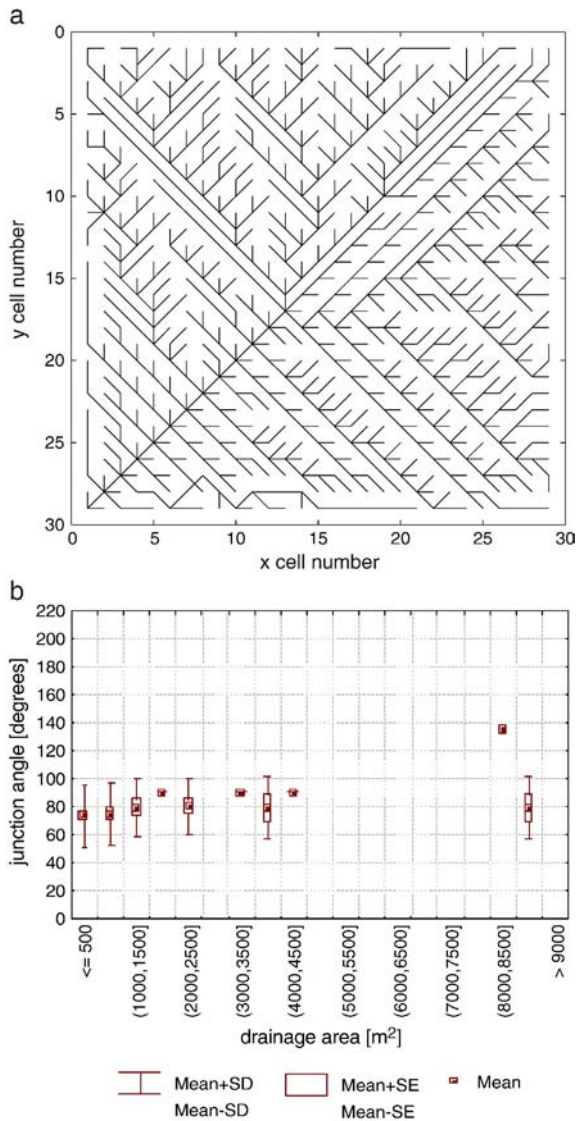 a
0
5
10
15
20
25
30
y cell number
0 5 10 15 20 25 30
x cell number
b
220
200
180
160
140
120
100
80
60
40
20
0
junction angle [degrees]
<= 500
(1000,1500]
(2000,2500]
(3000,3500]
(4000,4500]
(5000,5500]
(6000,6500]
(7000,7500]
(8000,8500]
> 9000
drainage area [m²]
Mean+SD
Mean-SD
Mean+SE
Mean-SE
Mean